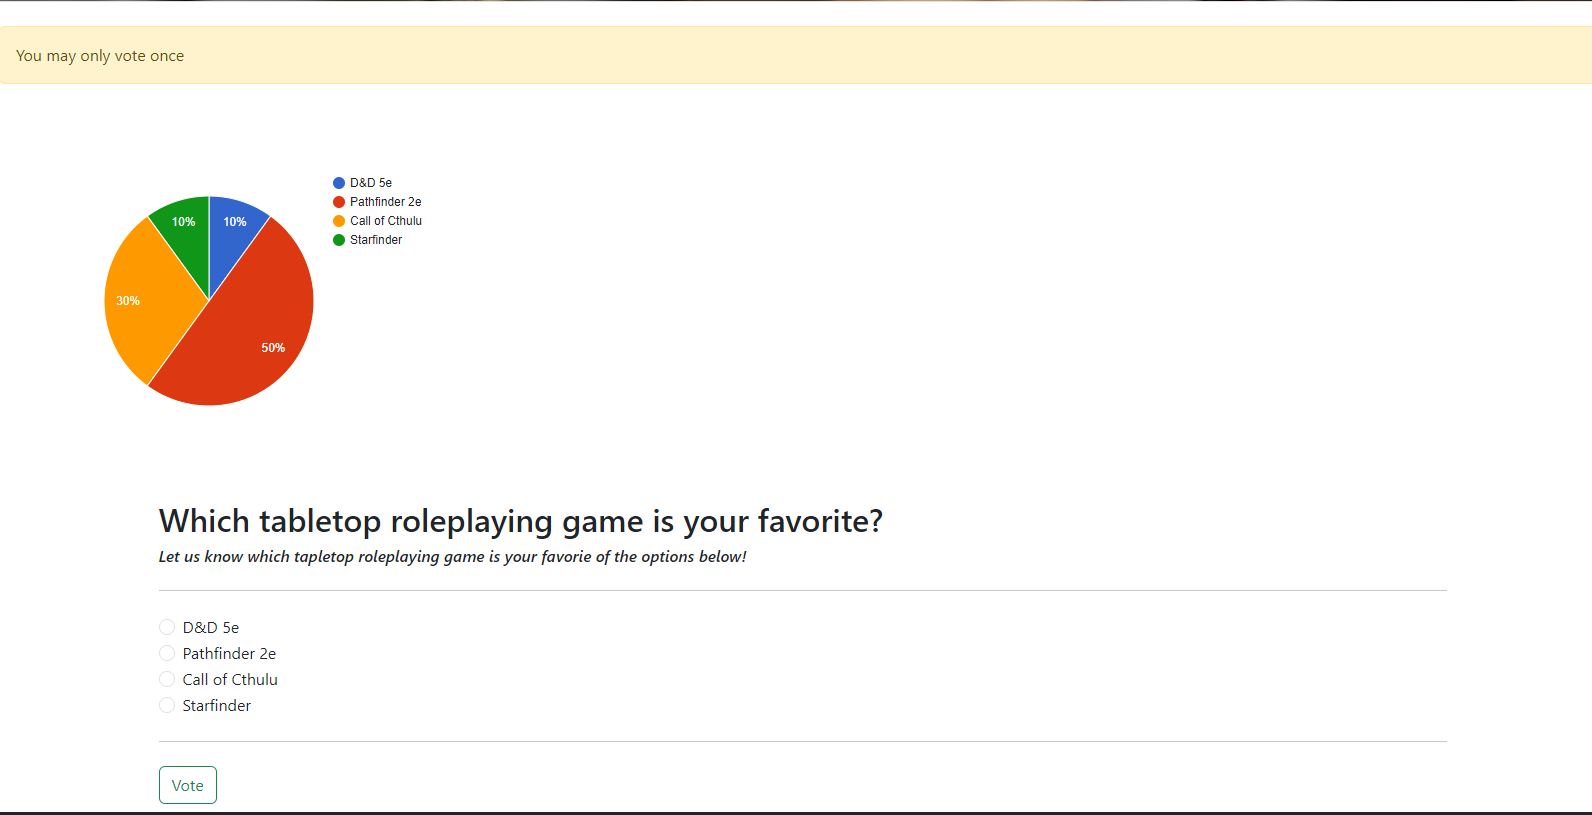 You may only vote once
D&D 5e
Pathfinder 2e
Call of Cthulu
Starfinder
10%
10%
30%
50%
Which tabletop roleplaying game is your favorite?
Let us know which tapletop roleplaying game is your favorie of the options below!
D&D 5e
Pathfinder 2e
Call of Cthulu
Starfinder
Vote